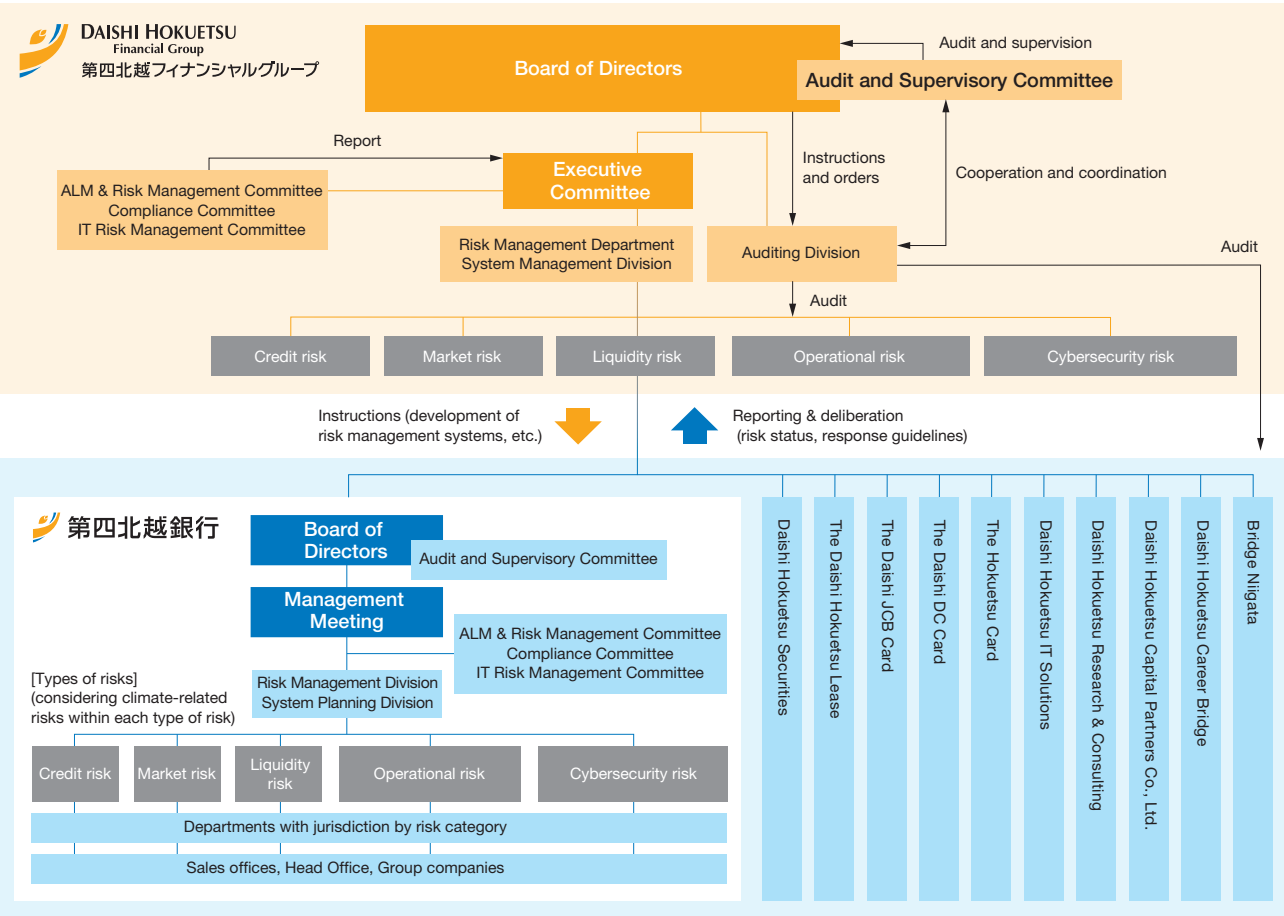 DAISHI HOKUETSU
Financial Group
第四北越フィナンシャルグループ
Board of Directors
Audit and supervision
Audit and Supervisory Committee
Report
Executive
Committee
Instructions
and orders
Cooperation and coordination
ALM & Risk Management Committee
Compliance Committee
IT Risk Management Committee
Risk Management Department
System Management Division
Auditing Division
Audit
Audit
Credit risk
Market risk
Liquidity risk
Operational risk
Cybersecurity risk
Instructions (development of
risk management systems, etc.)
Reporting & deliberation
(risk status, response guidelines)
第四北越銀行
Board of
Directors
Audit and Supervisory Committee
Management
Meeting
ALM & Risk Management Committee
Compliance Committee
IT Risk Management Committee
[Types of risks]
(considering climate-related
risks within each type of risk)
Risk Management Division
System Planning Division
Credit risk
Market risk
Liquidity
risk
Operational risk
Cybersecurity risk
Departments with jurisdiction by risk category
Sales offices, Head Office, Group companies
Daishi Hokuetsu Securities
The Daishi Hokuetsu Lease
The Daishi JCB Card
The Daishi DC Card
The Hokuetsu Card
Daishi Hokuetsu IT Solutions
Daishi Hokuetsu Research & Consulting
Daishi Hokuetsu Capital Partners Co., Ltd.
Daishi Hokuetsu Career Bridge
Bridge Niigata